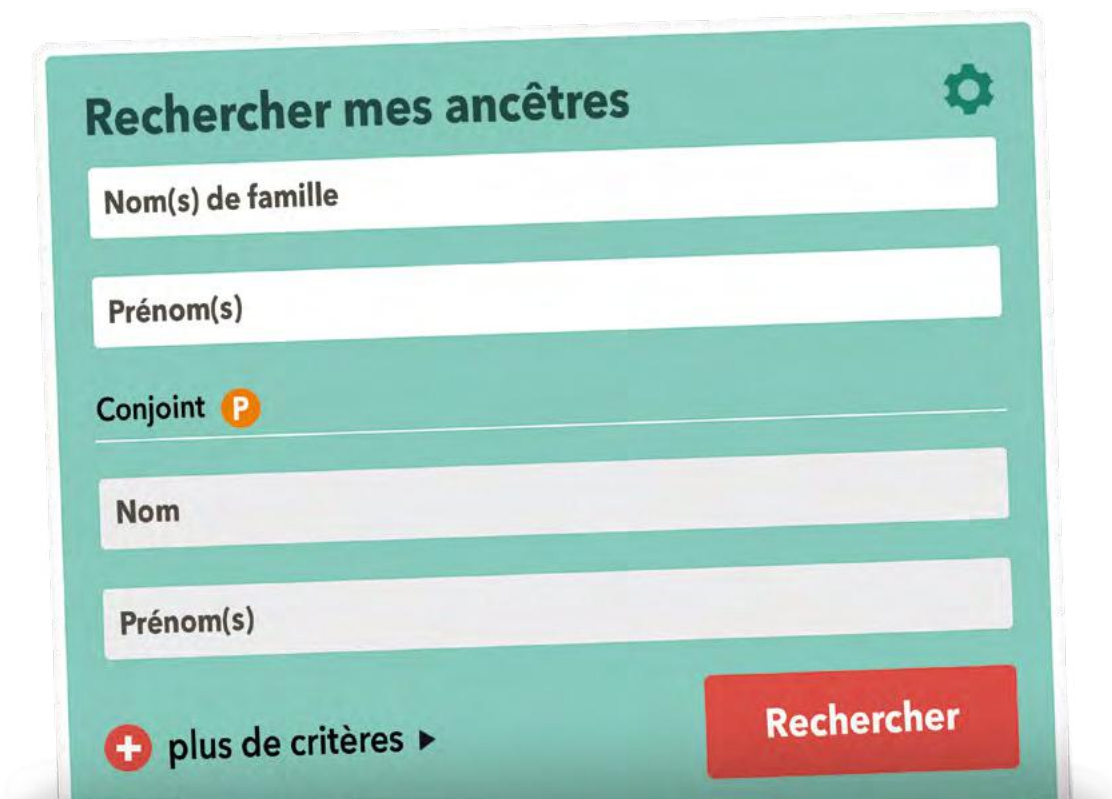 Rechercher mes ancêtres
Nom(s) de famille
Prénom(s)
Conjoint P
Nom
Prénom(s)
plus de critères
Rechercher